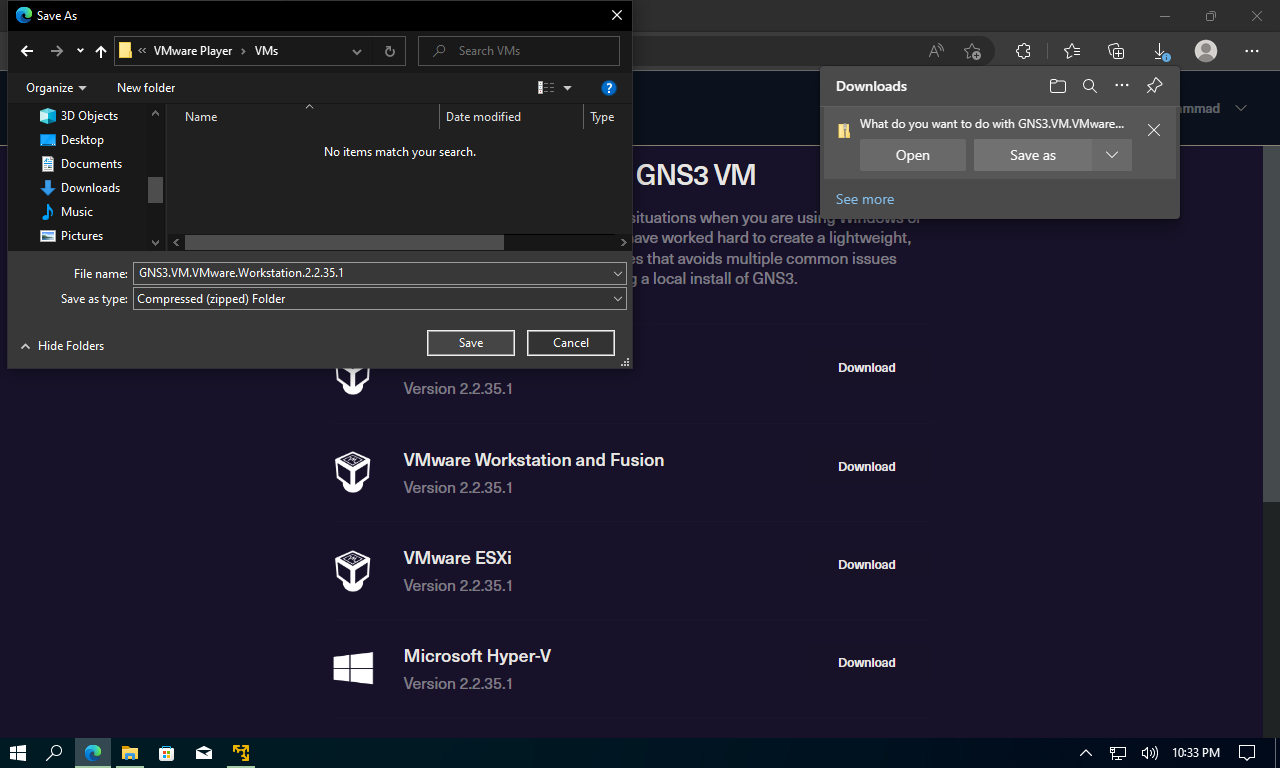 Save As
VMware Player > VMs
Search VMs
Organize
New folder
3D Objects
Desktop
Documents
Downloads
Music
Pictures
Name
Date modified
Type
No items match your search.
File name:
GNS3.VM.VMware.Workstation.2.2.35.1
Save as type:
Compressed (zipped) Folder
Hide Folders
Save
Cancel
Downloads
What do you want to do with GNS3.VM.VMware...
Open
Save as
See more
ammad
GNS3 VM
situations when you are using Windows or
have worked hard to create a lightweight,
es that avoids multiple common issues
g a local install of GNS3.
Version 2.2.35.1
Download
VMware Workstation and Fusion
Version 2.2.35.1
Download
VMware ESXi
Version 2.2.35.1
Download
Microsoft Hyper-V
Version 2.2.35.1
Download
10:33 PM